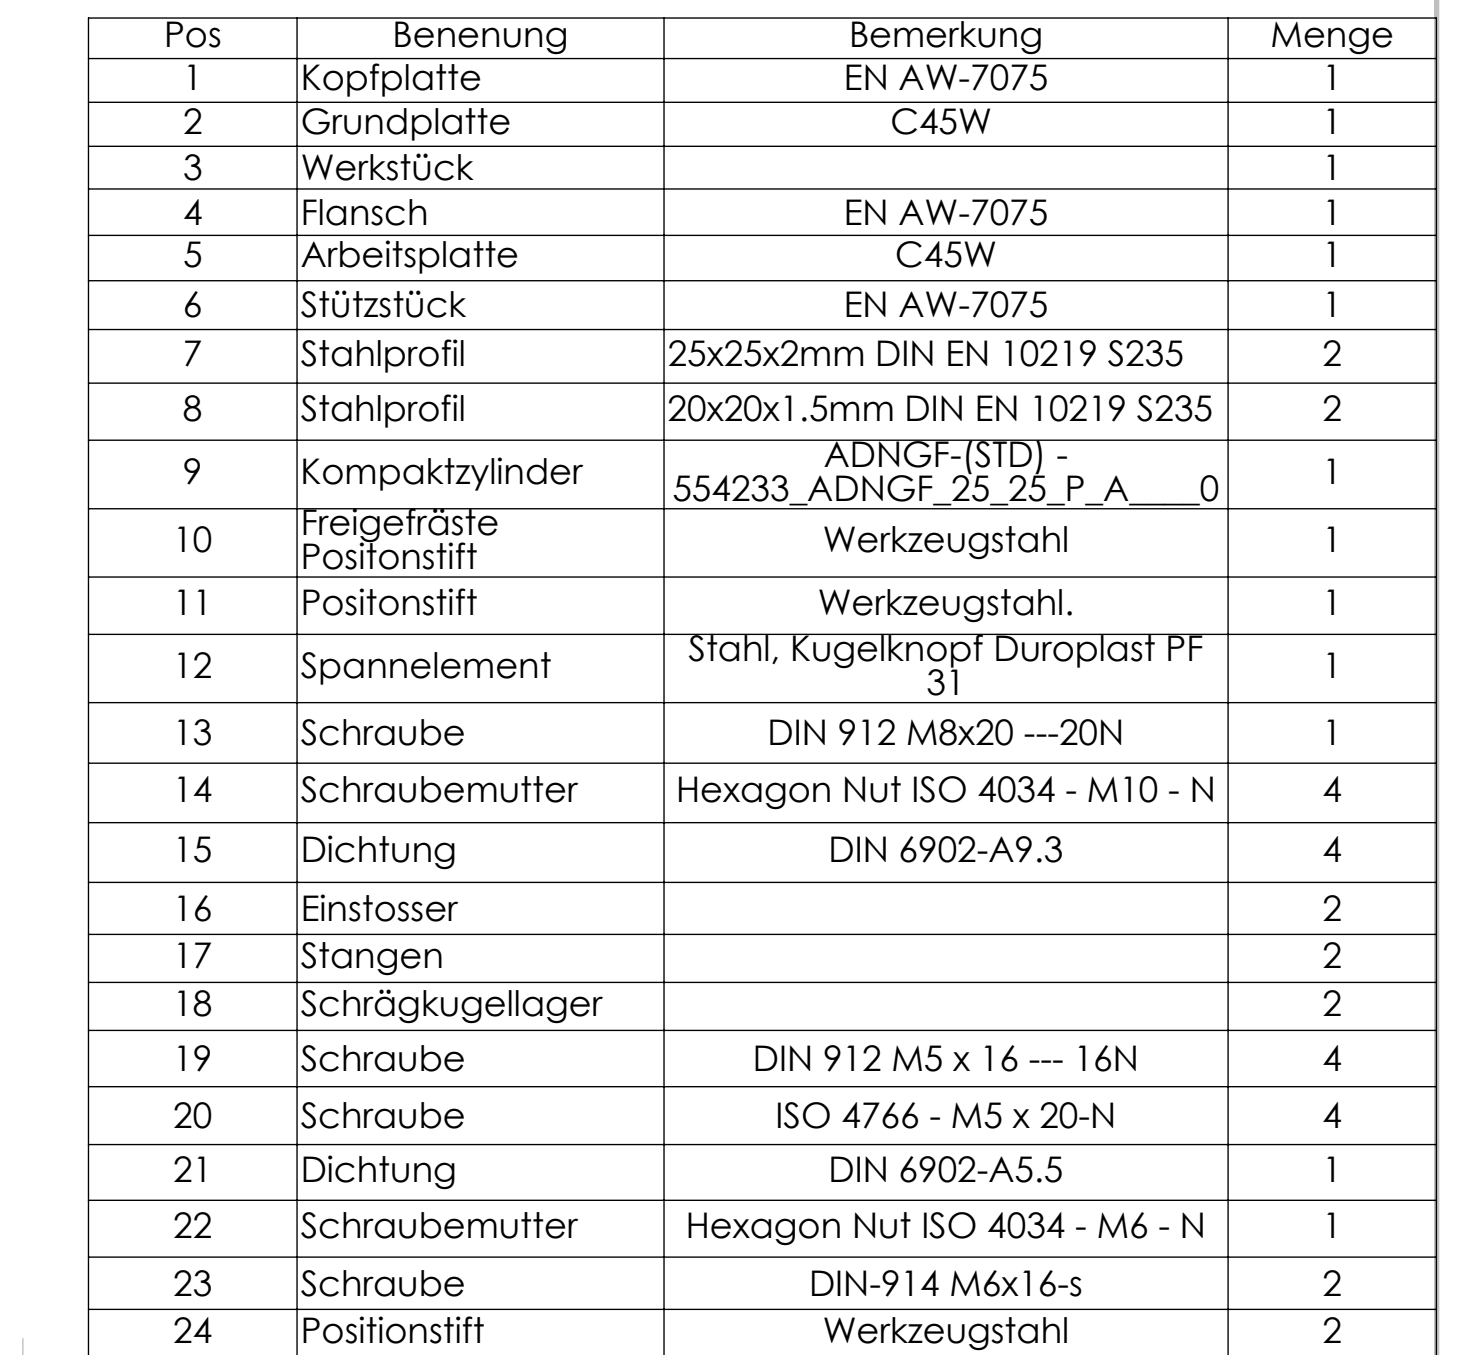 Pos Benenung Bemerkung Menge
1 Kopfplatte EN AW-7075 1
2 Grundplatte C45W 1
3 Werkstück 1
4 Flansch EN AW-7075 1
5 Arbeitsplatte C45W 1
6 Stützstück EN AW-7075 1
7 Stahlprofil 25x25x2mm DIN EN 10219 S235 2
8 Stahlprofil 20x20x1.5mm DIN EN 10219 S235 2
9 Kompaktzylinder ADNGF-(STD) -
554233_ADNGF_25_25_P_A____0 1
10 Freigefräste
Positonstift Werkzeugstahl 1
11 Positonstift Werkzeugstahl. 1
12 Spannelement Stahl, Kugelknopf Duroplast PF
31 1
13 Schraube DIN 912 M8x20 ---20N 1
14 Schraubemutter Hexagon Nut ISO 4034 - M10 - N 4
15 Dichtung DIN 6902-A9.3 4
16 Einstosser 2
17 Stangen 2
18 Schrägkugellager 2
19 Schraube DIN 912 M5 x 16 --- 16N 4
20 Schraube ISO 4766 - M5 x 20-N 4
21 Dichtung DIN 6902-A5.5 1
22 Schraubemutter Hexagon Nut ISO 4034 - M6 - N 1
23 Schraube DIN-914 M6x16-s 2
24 Positionstift Werkzeugstahl 2